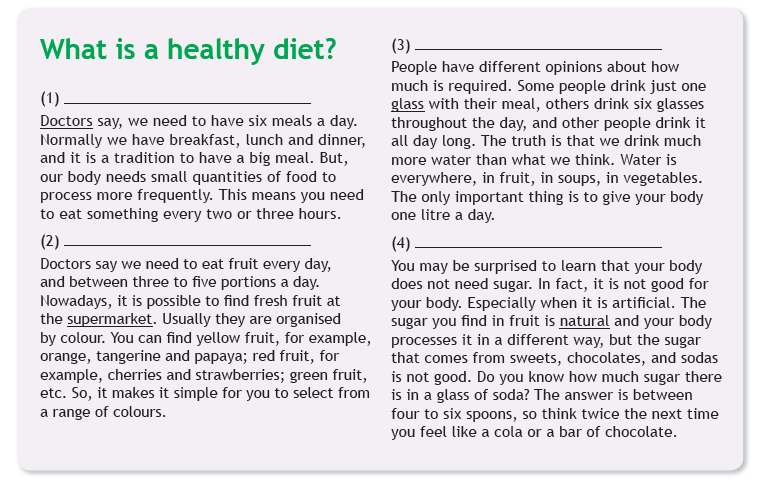 What is a healthy diet?
(1) ______________________________
Doctors say, we need to have six meals a day.
Normally we have breakfast, lunch and dinner,
and it is a tradition to have a big meal. But,
our body needs small quantities of food to
process more frequently. This means you need
to eat something every two or three hours.
(2) ______________________________
Doctors say we need to eat fruit every day,
and between three to five portions a day.
Nowadays, it is possible to find fresh fruit at
the supermarket. Usually they are organised
by colour. You can find yellow fruit, for example,
orange, tangerine and papaya; red fruit, for
example, cherries and strawberries; green fruit,
etc. So, it makes it simple for you to select from
a range of colours.
(3) ______________________________
People have different opinions about how
much is required. Some people drink just one
glass with their meal, others drink six glasses
throughout the day, and other people drink it
all day long. The truth is that we drink much
more water than what we think. Water is
everywhere, in fruit, in soups, in vegetables.
The only important thing is to give your body
one litre a day.
(4) ______________________________
You may be surprised to learn that your body
does not need sugar. In fact, it is not good for
your body. Especially when it is artificial. The
sugar you find in fruit is natural and your body
processes it in a different way, but the sugar
that comes from sweets, chocolates, and sodas
is not good. Do you know how much sugar there
is in a glass of soda? The answer is between
four to six spoons, so think twice the next time
you feel like a cola or a bar of chocolate.